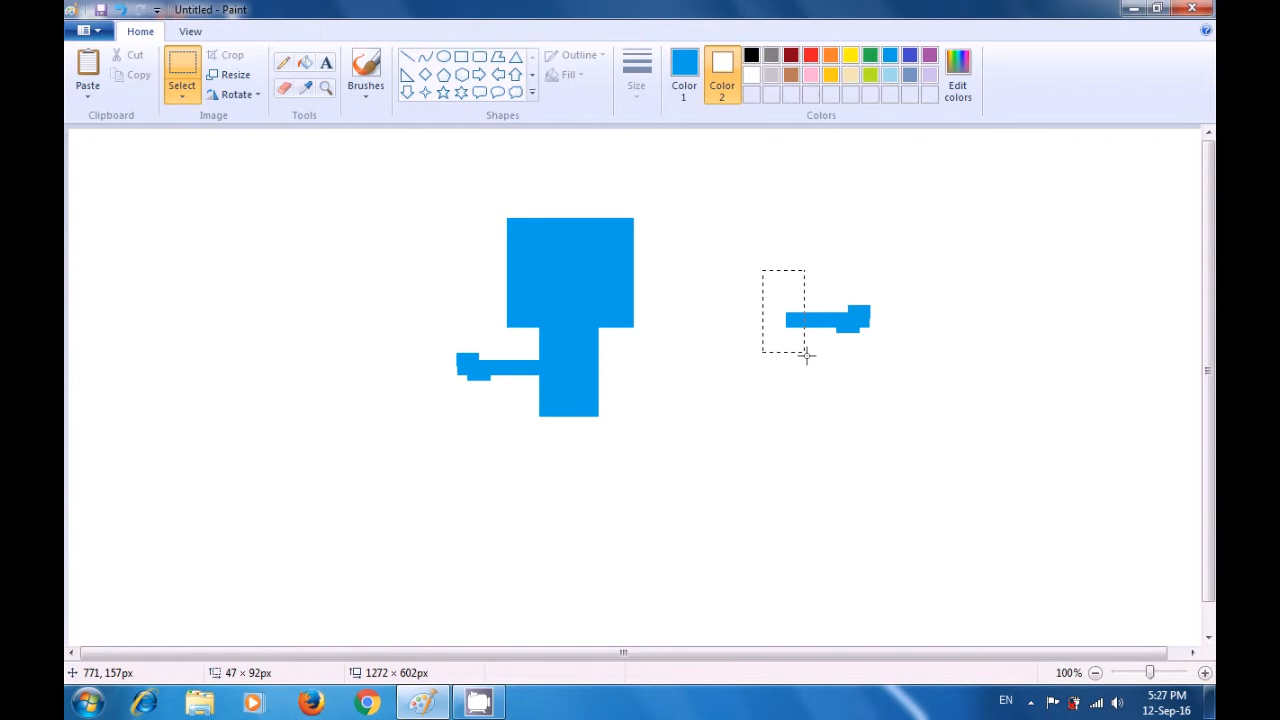 Untitled - Paint
Home View
Paste
Cut
Copy
Clipboard
Select
Crop
Resize
Rotate
Image
A
Tools
Brushes
Outline
Fill
Shapes
Size
Color 1
Color 2
Edit colors
Colors
771, 157px 47 × 92px 1272 × 602px 100%
EN 5:27 PM
12-Sep-16